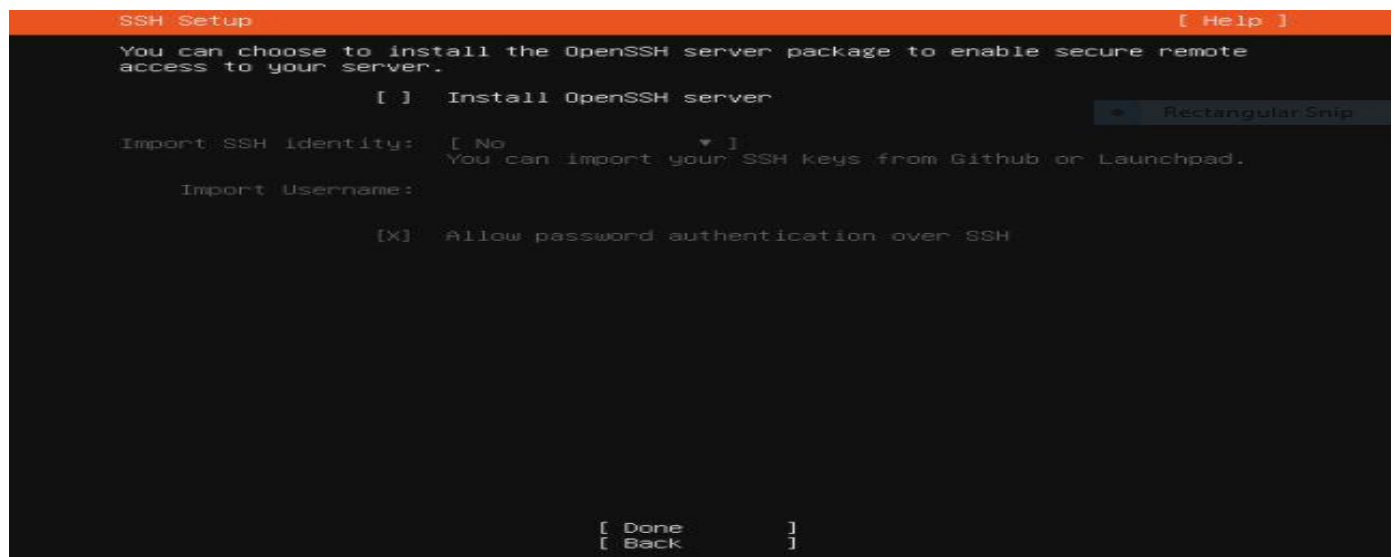 SSH Setup [ Help ]
You can choose to install the OpenSSH server package to enable secure remote
access to your server.
[ ] Install OpenSSH server
Rectangular Snip
Import SSH identity: [ No ▾ ]
You can import your SSH keys from Github or Launchpad.
Import Username:
[X] Allow password authentication over SSH
[ Done ]
[ Back ]